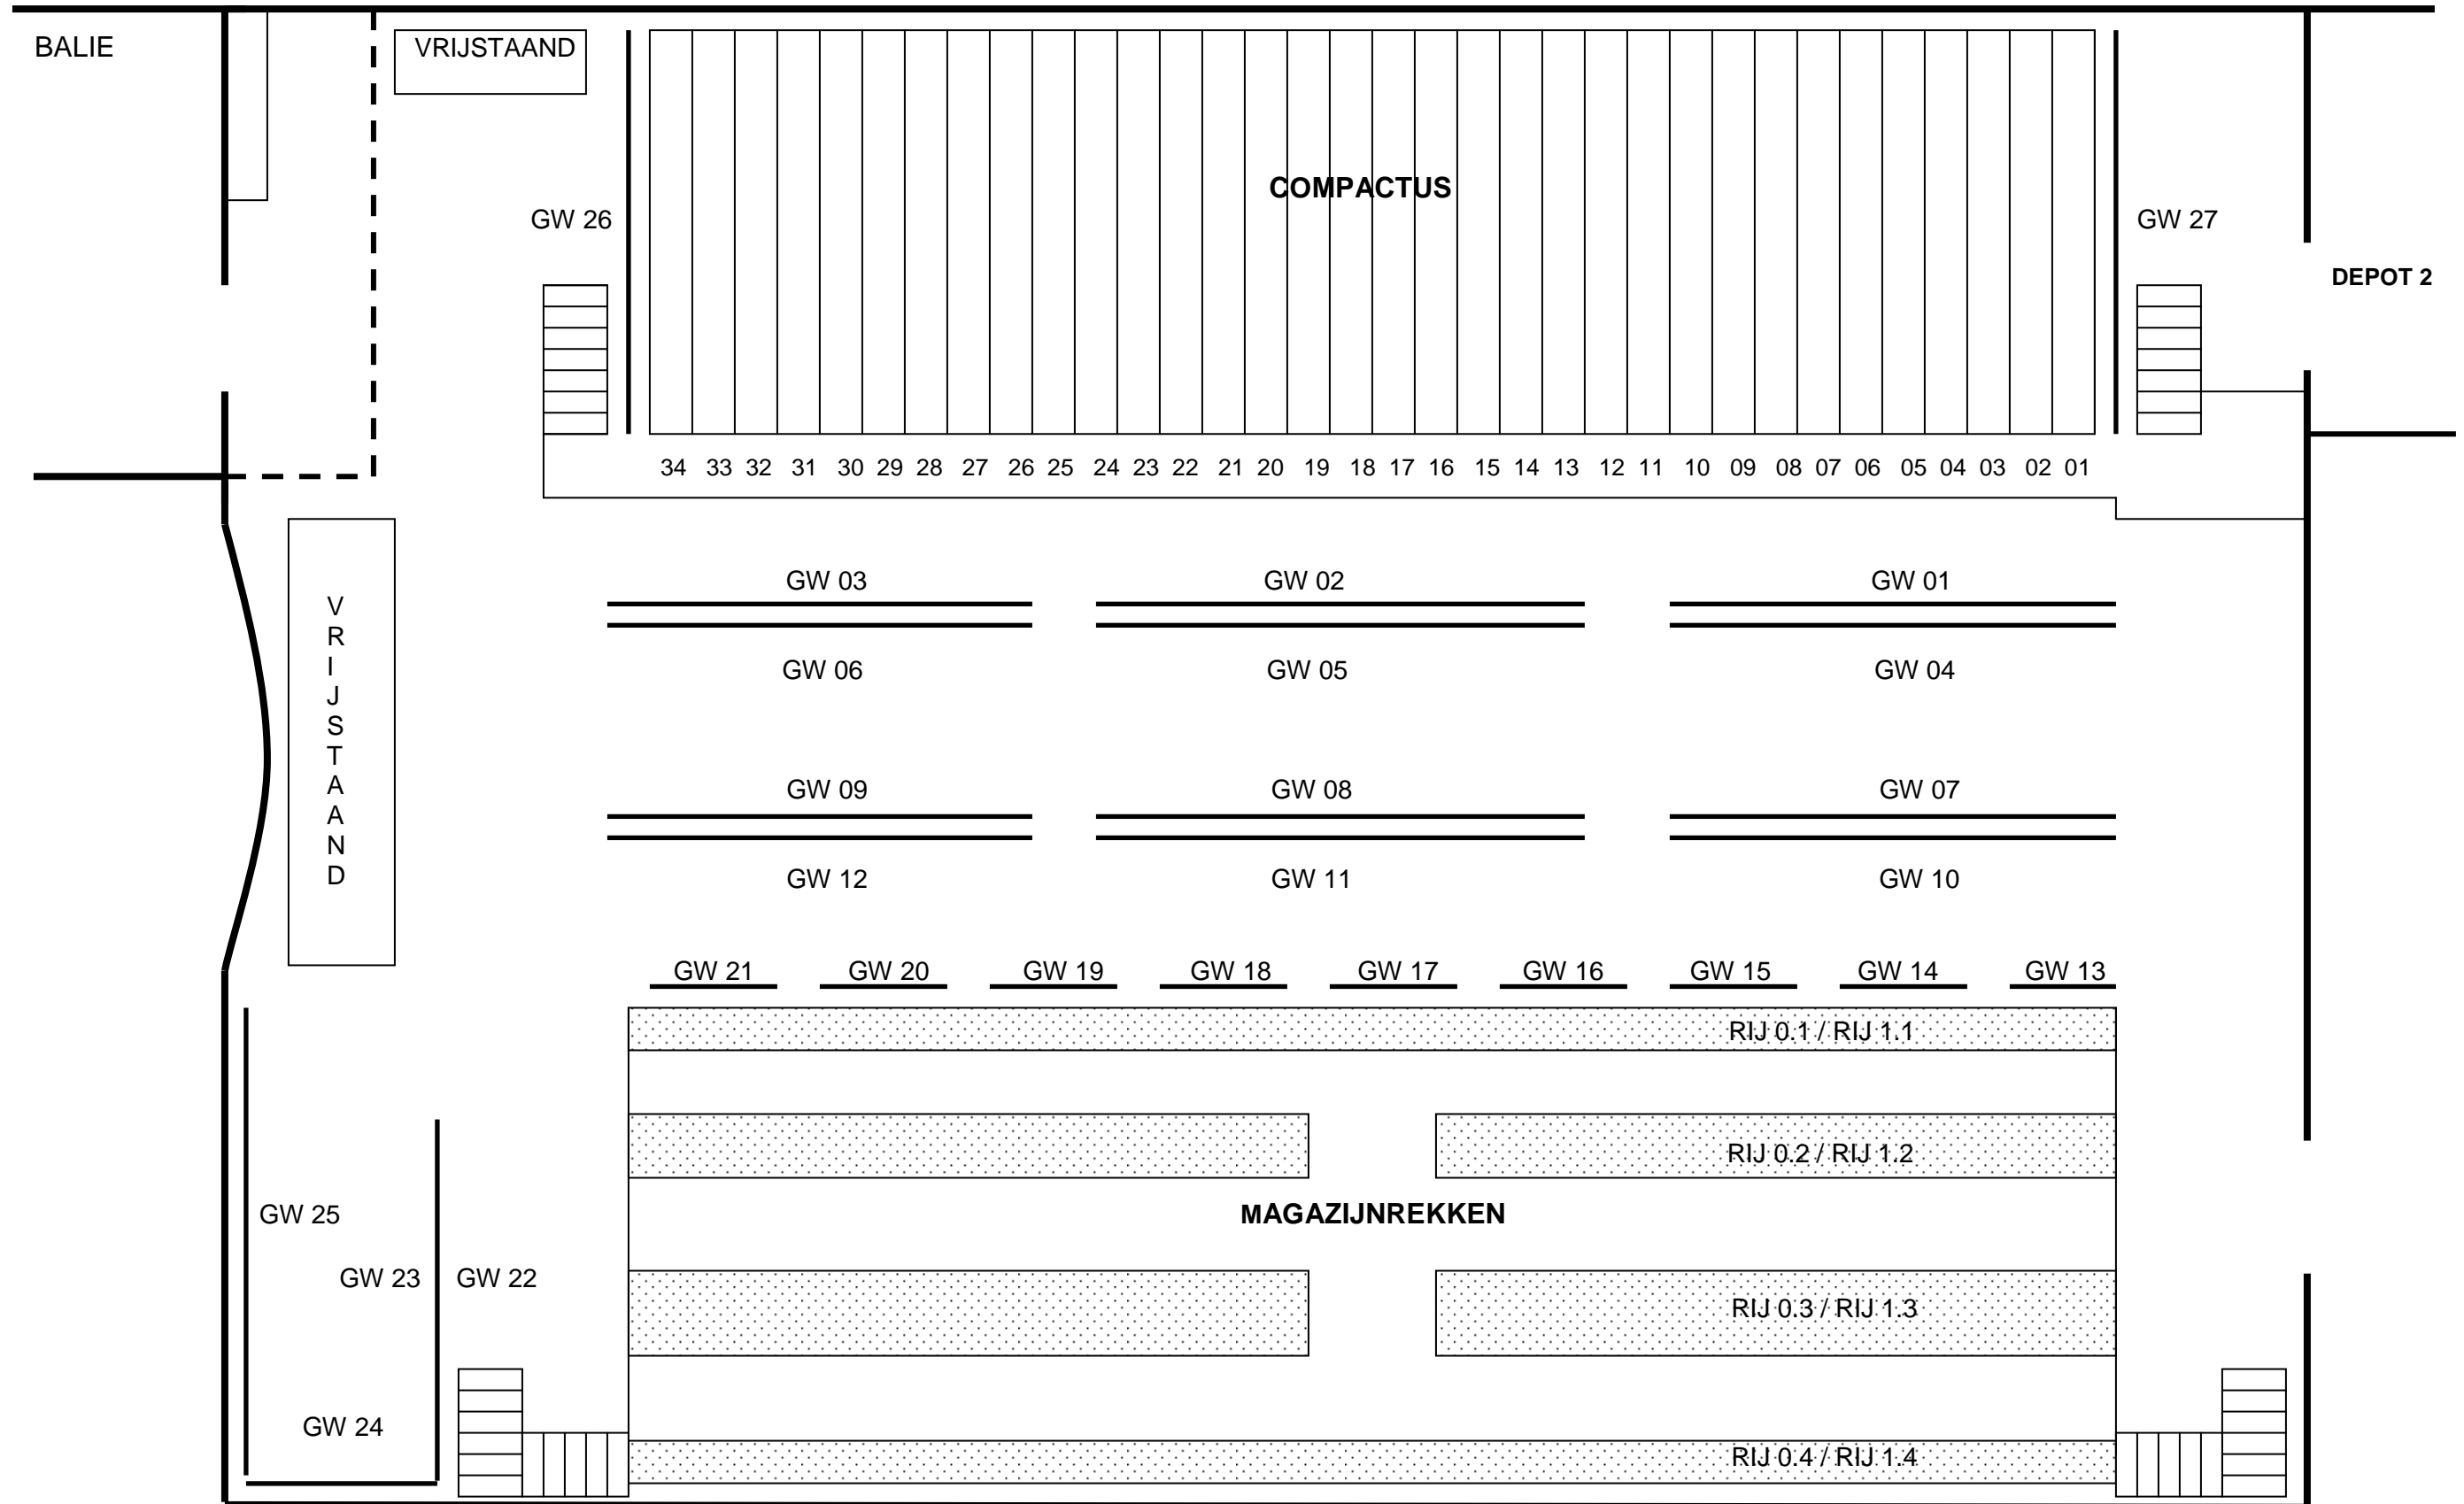 BALIE
VRIJSTAAND
COMPACTUS
GW 26
GW 27
DEPOT 2
34 33 32 31 30 29 28 27 26 25 24 23 22 21 20 19 18 17 16 15 14 13 12 11 10 09 08 07 06 05 04 03 02 01
GW 03 GW 02 GW 01
VRIJSTAAND
GW 06 GW 05 GW 04
GW 09 GW 08 GW 07
GW 12 GW 11 GW 10
GW 21 GW 20 GW 19 GW 18 GW 17 GW 16 GW 15 GW 14 GW 13
RIJ 0.1 / RIJ 1.1
RIJ 0.2 / RIJ 1.2
GW 25
MAGAZIJNREKKEN
GW 23 GW 22
RIJ 0.3 / RIJ 1.3
GW 24
RIJ 0.4 / RIJ 1.4